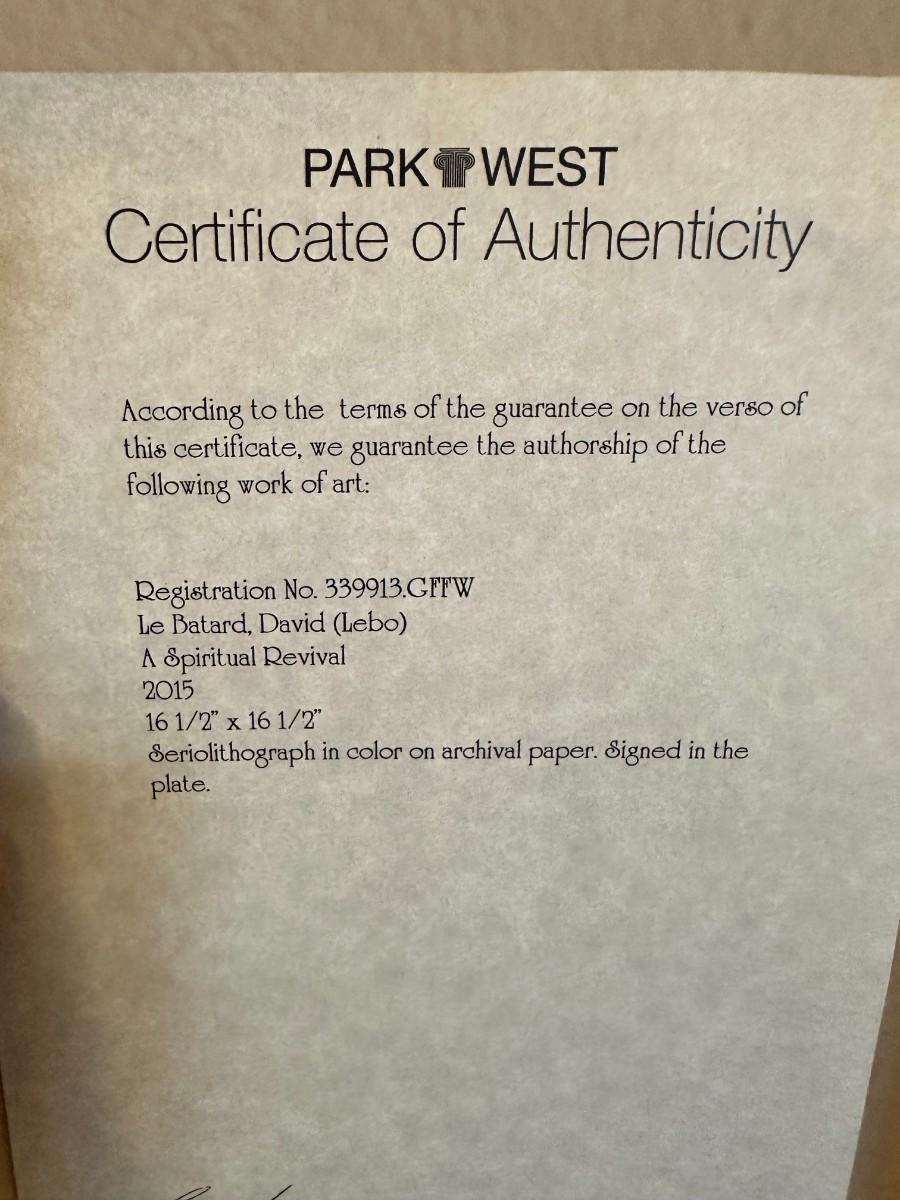 PARK WEST
Certificate of Authenticity
According to the terms of the guarantee on the verso of
this certificate, we guarantee the authorship of the
following work of art:
Registration No. 339913.GFFW
Le Batard, David (Lebo)
A Spiritual Revival
2015
16 1/2" x 16 1/2"
Seriolithograph in color on archival paper. Signed in the
plate.